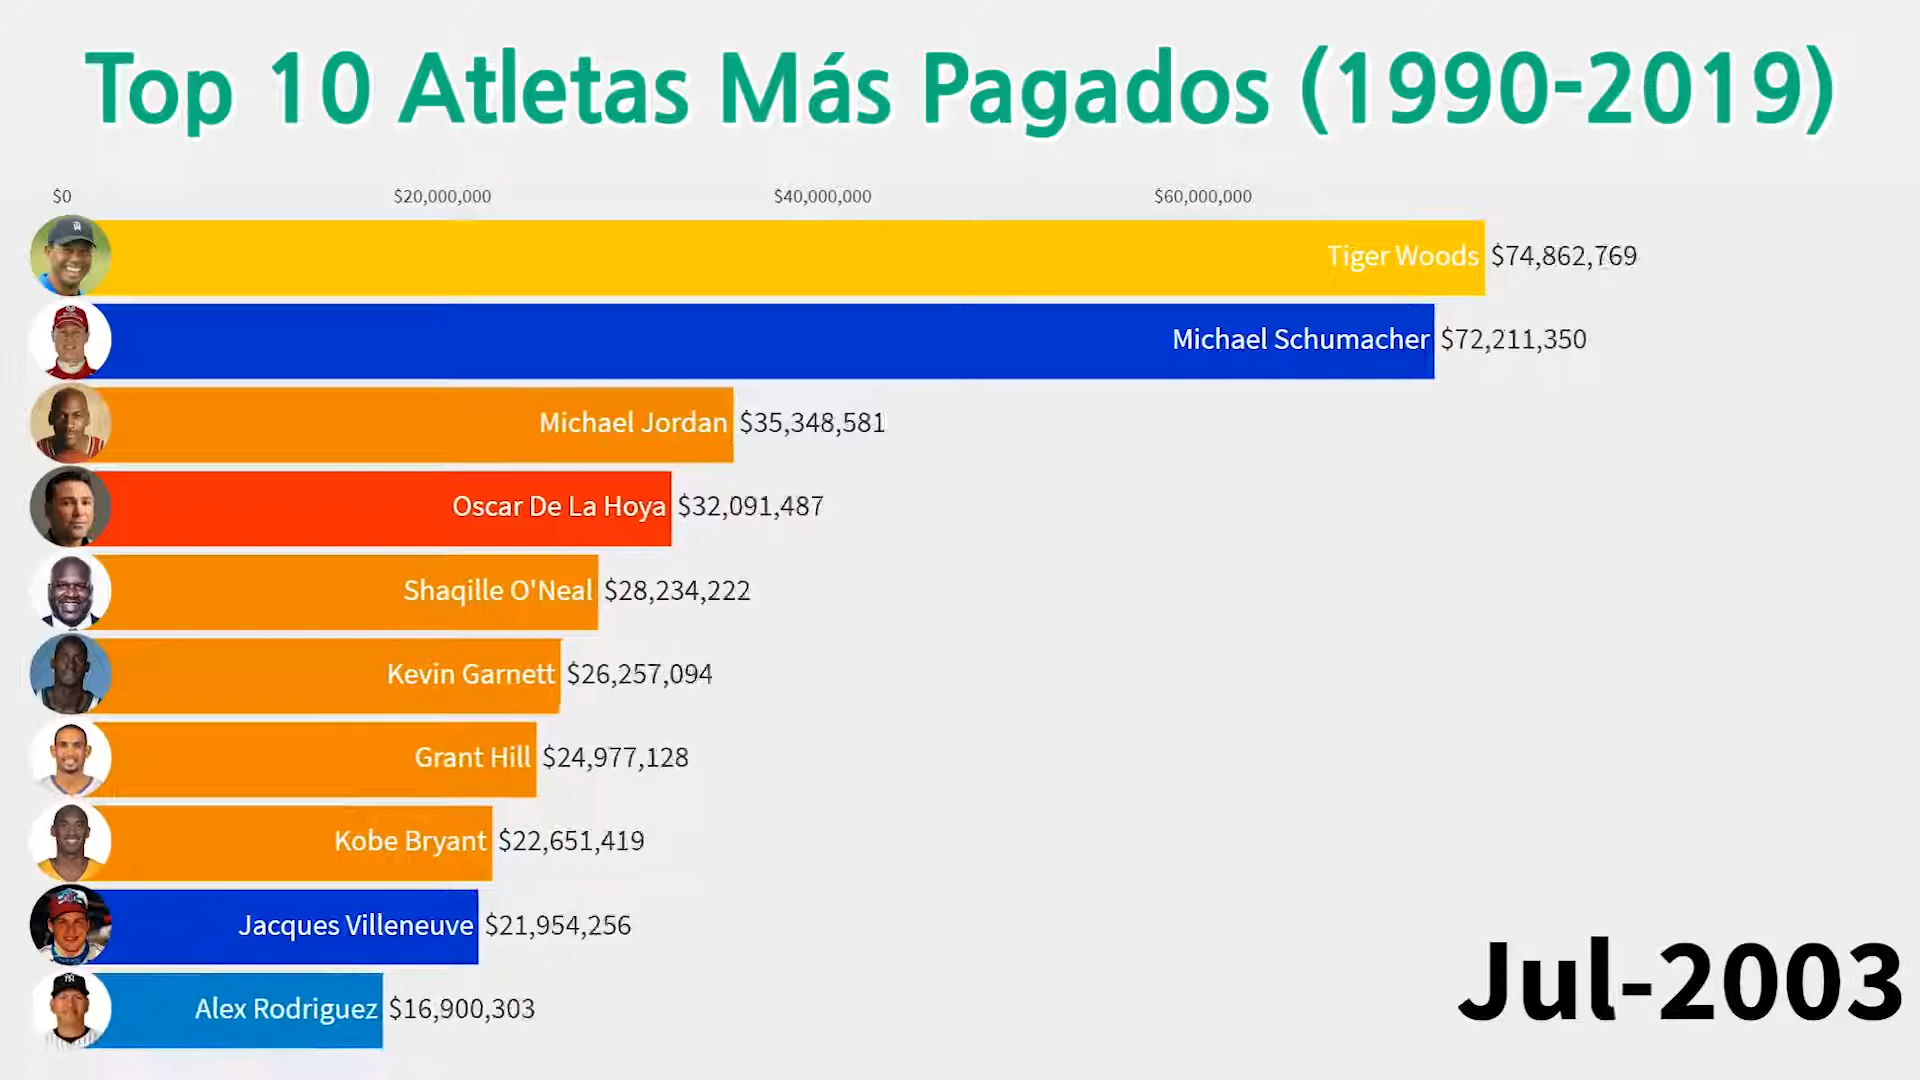 Top 10 Atletas Más Pagados (1990-2019)
$0 $20,000,000 $40,000,000 $60,000,000
Tiger Woods $74,862,769
Michael Schumacher $72,211,350
Michael Jordan $35,348,581
Oscar De La Hoya $32,091,487
Shaqille O'Neal $28,234,222
Kevin Garnett $26,257,094
Grant Hill $24,977,128
Kobe Bryant $22,651,419
Jacques Villeneuve $21,954,256
Alex Rodriguez $16,900,303
Jul-2003